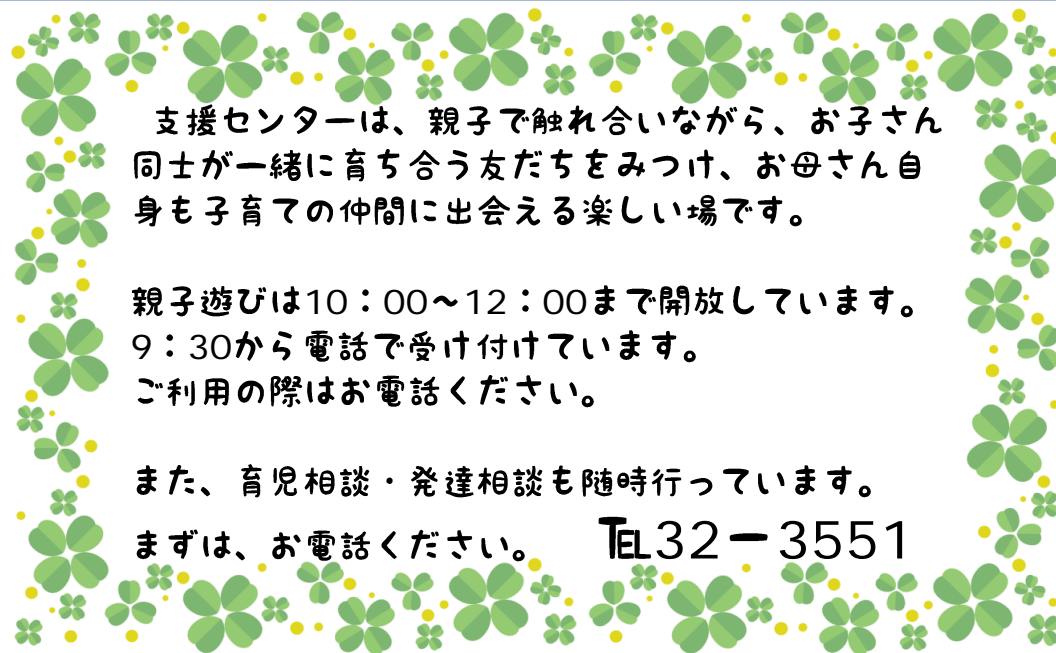 支援センターは、親子で触れ合いながら、お子さん
同士が一緒に育ち合う友だちをみつけ、お母さん自
身も子育ての仲間に出会える楽しい場です。
親子遊びは10：00～12：00まで開放しています。
9：30から電話で受け付けています。
ご利用の際はお電話ください。
また、育児相談・発達相談も随時行っています。
まずは、お電話ください。　℡32－3551